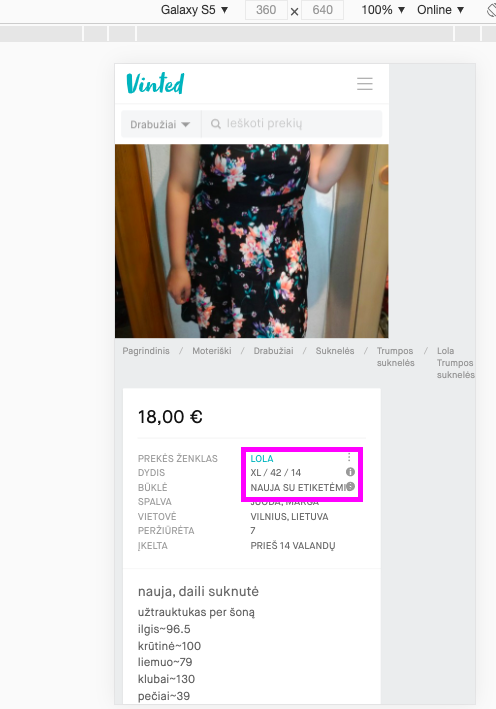 Galaxy S5 ▼ 360 × 640 100% ▼ Online ▼
Vinted
Drabužiai Ieškoti prekių
Pagrindinis / Moteriški / Drabužiai / Suknelės / Trumpos suknelės / Lola Trumpos suknelės
18,00 €
PREKĖS ŽENKLAS LOLA
DYDIS XL / 42 / 14
BŪKLĖ NAUJA SU ETIKETĖMIS
SPALVA JUODA, MARGA
VIETOVĖ VILNIUS, LIETUVA
PERŽIŪRĖTA 7
ĮKELTA PRIEŠ 14 VALANDŲ
nauja, daili suknutė
užtrauktukas per šoną
ilgis~96.5
krūtinė~100
liemuo~79
klubai~130
pečiai~39